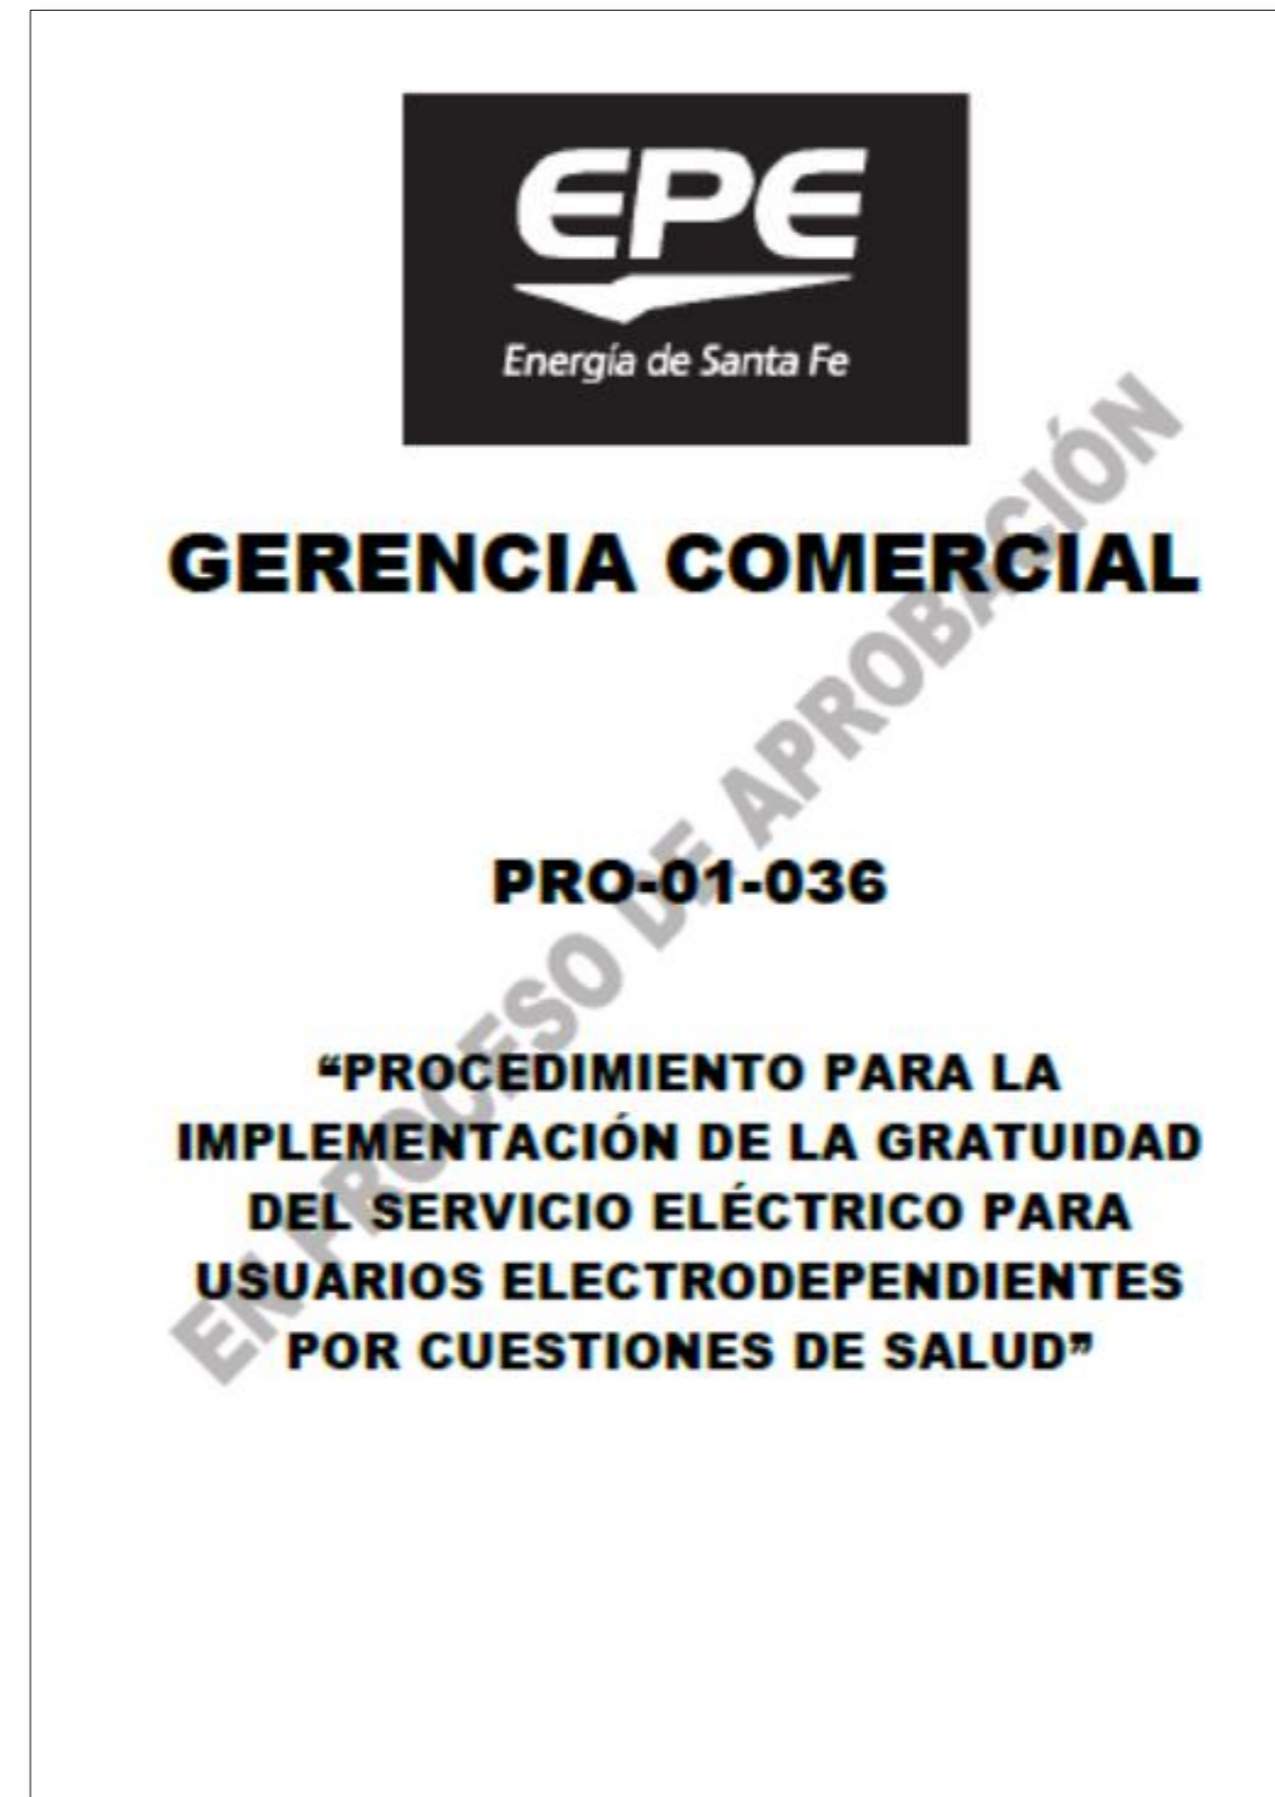 EPE
Energía de Santa Fe
GERENCIA COMERCIAL
PRO-01-036
“PROCEDIMIENTO PARA LA
IMPLEMENTACIÓN DE LA GRATUIDAD
DEL SERVICIO ELÉCTRICO PARA
USUARIOS ELECTRODEPENDIENTES
POR CUESTIONES DE SALUD”
EN PROCESO DE APROBACIÓN